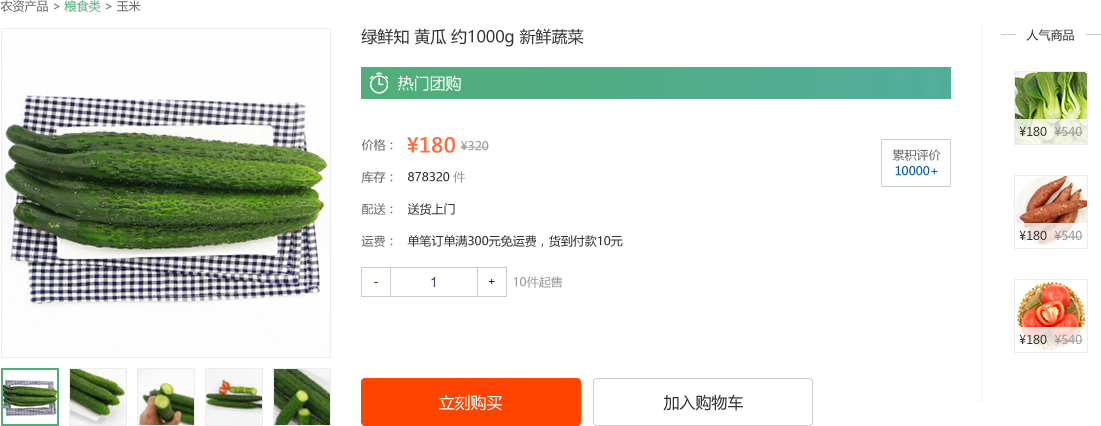 农资产品 > 粮食类 > 玉米
绿鲜知 黄瓜 约1000g 新鲜蔬菜
热门团购
价格： ¥180 ¥320
库存： 878320 件
配送： 送货上门
运费： 单笔订单满300元免运费，货到付款10元
- 1 + 10件起售
累积评价
10000+
立刻购买 加入购物车
人气商品
¥180 ¥540
¥180 ¥540
¥180 ¥540